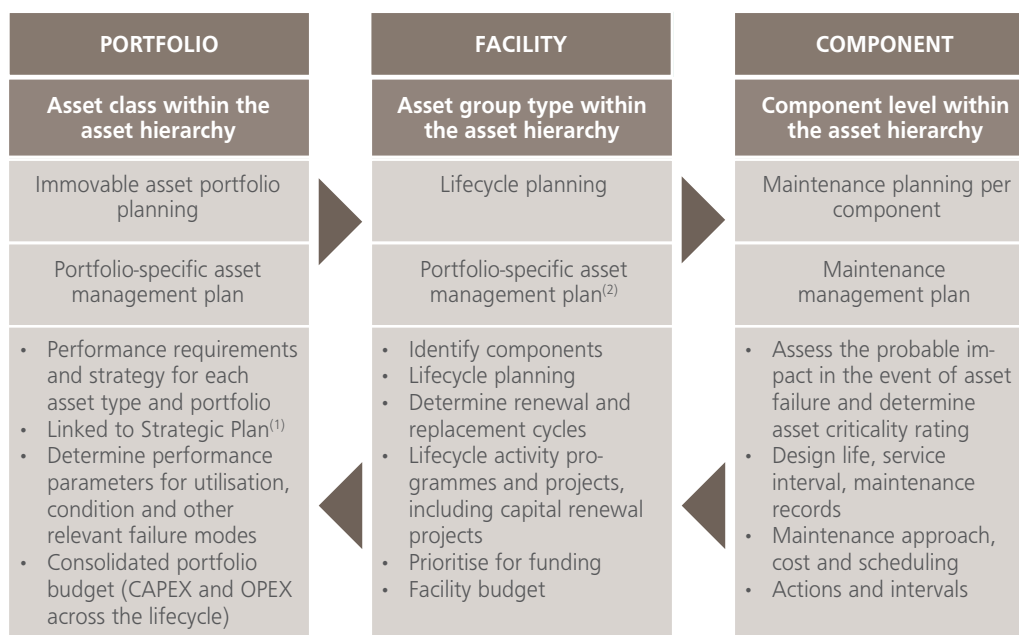 PORTFOLIO
Asset class within the
asset hierarchy
Immovable asset portfolio
planning
Portfolio-specific asset
management plan
• Performance requirements
and strategy for each
asset type and portfolio
• Linked to Strategic Plan(1)
• Determine performance
parameters for utilisation,
condition and other
relevant failure modes
• Consolidated portfolio
budget (CAPEX and OPEX
across the lifecycle)
FACILITY
Asset group type within
the asset hierarchy
Lifecycle planning
Portfolio-specific asset
management plan(2)
• Identify components
• Lifecycle planning
• Determine renewal and
replacement cycles
• Lifecycle activity pro-
grammes and projects,
including capital renewal
projects
• Prioritise for funding
• Facility budget
COMPONENT
Component level within
the asset hierarchy
Maintenance planning per
component
Maintenance
management plan
• Assess the probable im-
pact in the event of asset
failure and determine
asset criticality rating
• Design life, service
interval, maintenance
records
• Maintenance approach,
cost and scheduling
• Actions and intervals